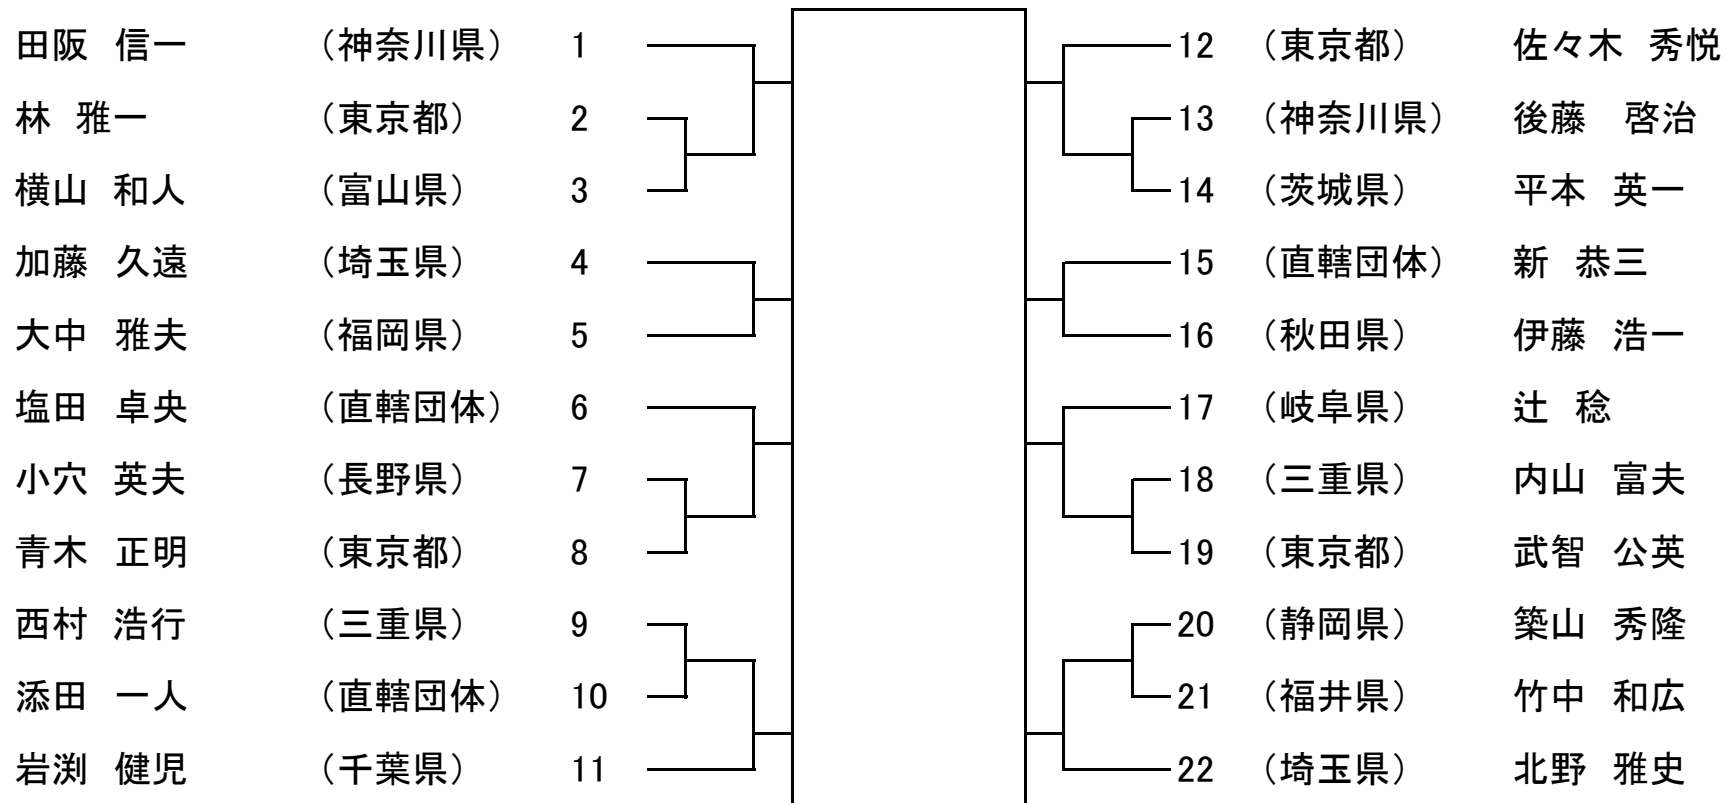 田阪 信一 （神奈川県） 1
林 雅一 （東京都） 2
横山 和人 （富山県） 3
加藤 久遠 （埼玉県） 4
大中 雅夫 （福岡県） 5
塩田 卓央 （直轄団体） 6
小穴 英夫 （長野県） 7
青木 正明 （東京都） 8
西村 浩行 （三重県） 9
添田 一人 （直轄団体） 10
岩渕 健児 （千葉県） 11
12 （東京都） 佐々木 秀悦
13 （神奈川県） 後藤 啓治
14 （茨城県） 平本 英一
15 （直轄団体） 新 恭三
16 （秋田県） 伊藤 浩一
17 （岐阜県） 辻 稔
18 （三重県） 内山 富夫
19 （東京都） 武智 公英
20 （静岡県） 築山 秀隆
21 （福井県） 竹中 和広
22 （埼玉県） 北野 雅史